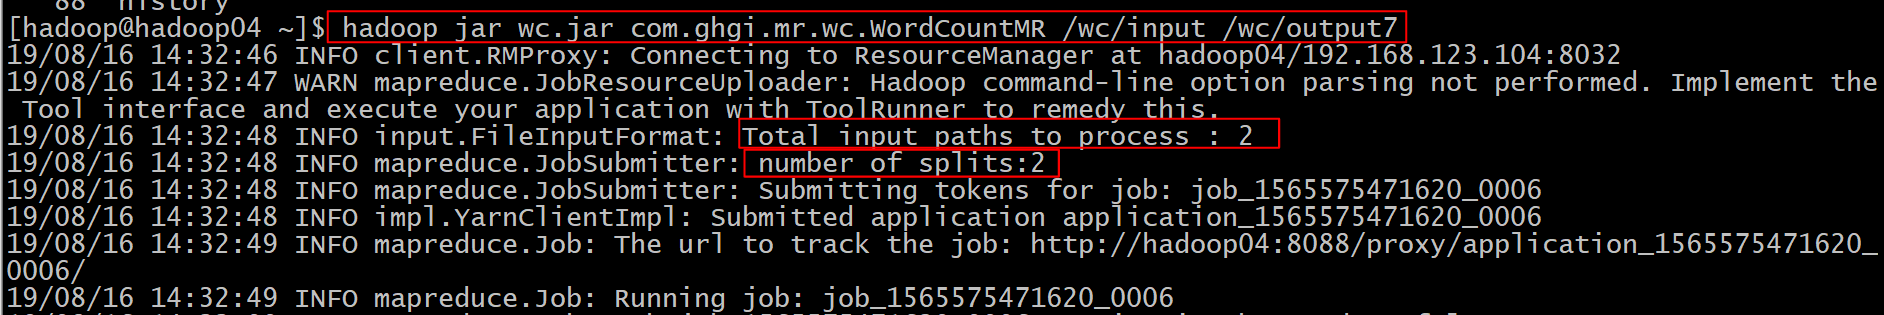 88 history
[hadoop@hadoop04 ~]$ hadoop jar wc.jar com.ghgi.mr.wc.WordCountMR /wc/input /wc/output7
19/08/16 14:32:46 INFO client.RMProxy: Connecting to ResourceManager at hadoop04/192.168.123.104:8032
19/08/16 14:32:47 WARN mapreduce.JobResourceUploader: Hadoop command-line option parsing not performed. Implement the
Tool interface and execute your application with ToolRunner to remedy this.
19/08/16 14:32:48 INFO input.FileInputFormat: Total input paths to process : 2
19/08/16 14:32:48 INFO mapreduce.JobSubmitter: number of splits:2
19/08/16 14:32:48 INFO mapreduce.JobSubmitter: Submitting tokens for job: job_1565575471620_0006
19/08/16 14:32:48 INFO impl.YarnClientImpl: Submitted application application_1565575471620_0006
19/08/16 14:32:49 INFO mapreduce.Job: The url to track the job: http://hadoop04:8088/proxy/application_1565575471620_
0006/
19/08/16 14:32:49 INFO mapreduce.Job: Running job: job_1565575471620_0006